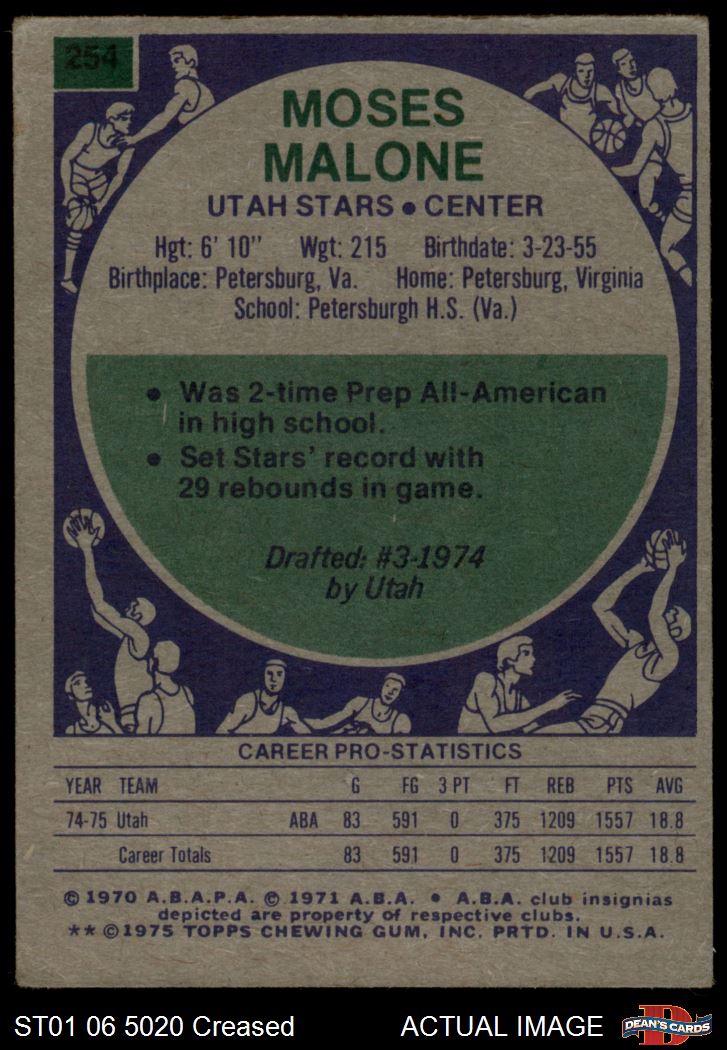 254
MOSES
MALONE
UTAH STARS • CENTER
Hgt: 6' 10" Wgt: 215 Birthdate: 3-23-55
Birthplace: Petersburg, Va. Home: Petersburg, Virginia
School: Petersburgh H.S. (Va.)
• Was 2-time Prep All-American
in high school.
• Set Stars' record with
29 rebounds in game.
Drafted: #3-1974
by Utah
CAREER PRO-STATISTICS
YEAR TEAM G FG 3 PT FT REB PTS AVG
74-75 Utah ABA 83 591 0 375 1209 1557 18.8
Career Totals 83 591 0 375 1209 1557 18.8
© 1970 A.B.A.P.A. © 1971 A.B.A. • A.B.A. club insignias
depicted are property of respective clubs.
** © 1975 TOPPS CHEWING GUM, INC. PRTD. IN U.S.A.
ST01 06 5020 Creased ACTUAL IMAGE
D
DEAN'S CARDS